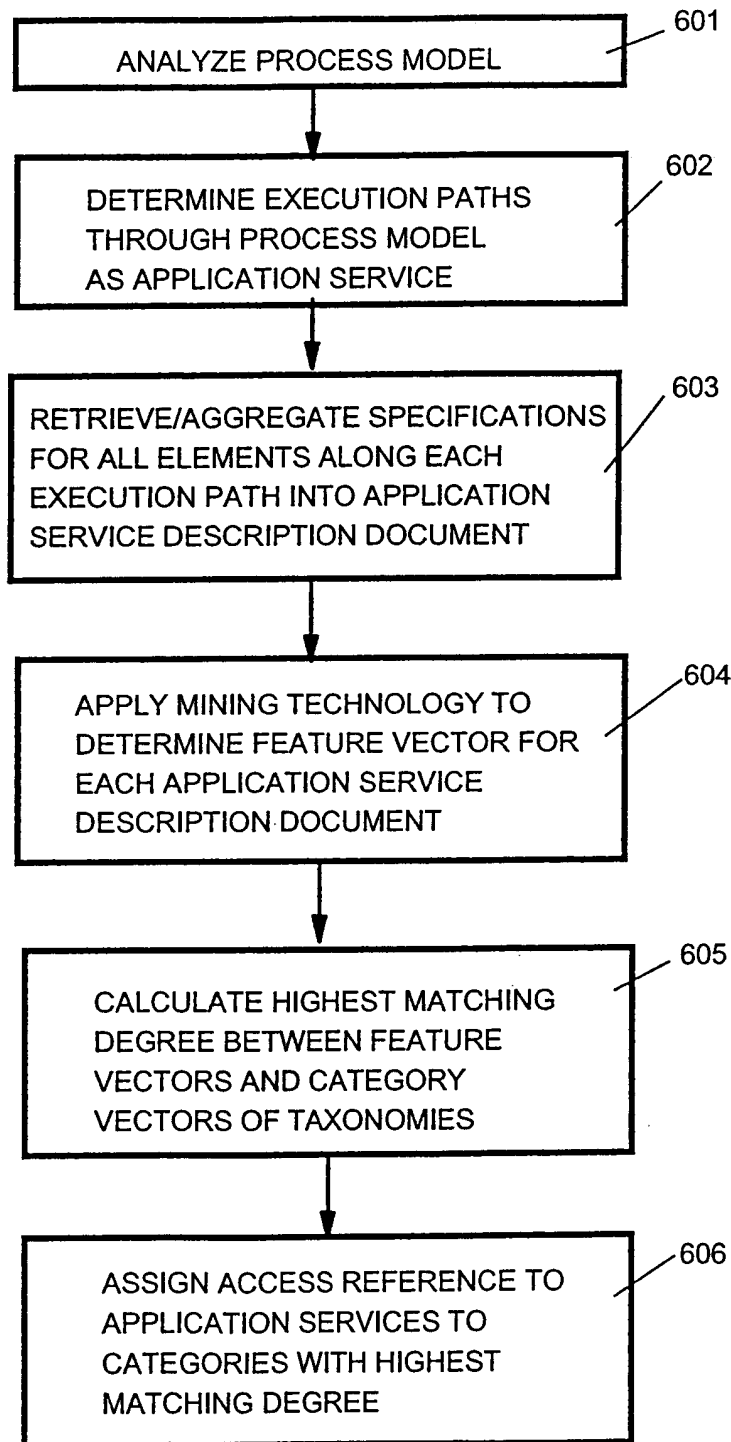 601
ANALYZE PROCESS MODEL
602
DETERMINE EXECUTION PATHS
THROUGH PROCESS MODEL
AS APPLICATION SERVICE
603
RETRIEVE/AGGREGATE SPECIFICATIONS
FOR ALL ELEMENTS ALONG EACH
EXECUTION PATH INTO APPLICATION
SERVICE DESCRIPTION DOCUMENT
604
APPLY MINING TECHNOLOGY TO
DETERMINE FEATURE VECTOR FOR
EACH APPLICATION SERVICE
DESCRIPTION DOCUMENT
605
CALCULATE HIGHEST MATCHING
DEGREE BETWEEN FEATURE
VECTORS AND CATEGORY
VECTORS OF TAXONOMIES
606
ASSIGN ACCESS REFERENCE TO
APPLICATION SERVICES TO
CATEGORIES WITH HIGHEST
MATCHING DEGREE